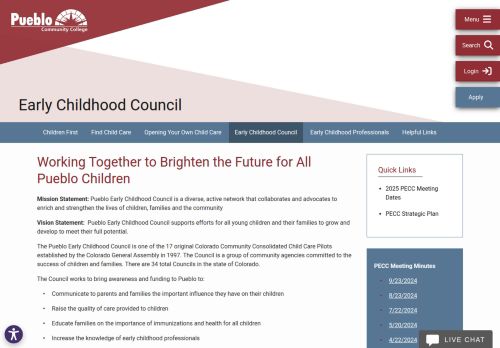 Pueblo
Community College
Menu
Search
Login
Apply
Early Childhood Council
Children First
Find Child Care
Opening Your Own Child Care
Early Childhood Council
Early Childhood Professionals
Helpful Links
Working Together to Brighten the Future for All
Pueblo Children
Mission Statement: Pueblo Early Childhood Council is a diverse, active network that collaborates and advocates to
enrich and strengthen the lives of children, families and the community
Vision Statement: Pueblo Early Childhood Council supports efforts for all young children and their families to grow and
develop to meet their full potential.
The Pueblo Early Childhood Council is one of the 17 original Colorado Community Consolidated Child Care Pilots
established by the Colorado General Assembly in 1997. The Council is a group of community agencies committed to the
success of children and families. There are 34 total Councils in the state of Colorado.
The Council works to bring awareness and funding to Pueblo to:
• Communicate to parents and families the important influence they have on their children
• Raise the quality of care provided to children
• Educate families on the importance of immunizations and health for all children
• Increase the knowledge of early childhood professionals
Quick Links
• 2025 PECC Meeting
Dates
• PECC Strategic Plan
PECC Meeting Minutes
• 9/23/2024
• 8/23/2024
• 7/22/2024
• 5/20/2024
• 4/22/2024
LIVE CHAT